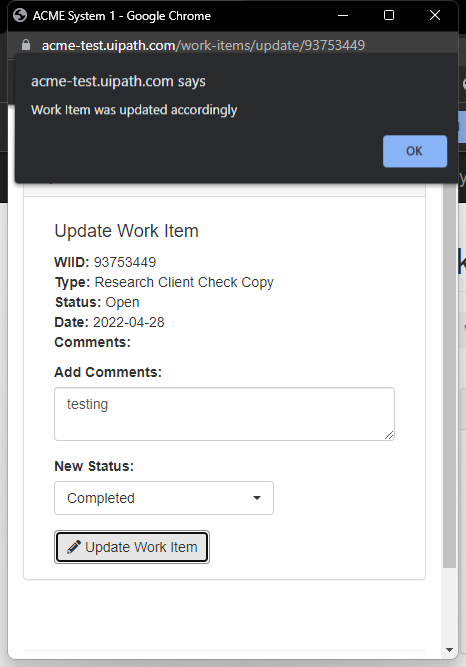 ACME System 1 - Google Chrome
acme-test.uipath.com/work-items/update/93753449
acme-test.uipath.com says
Work Item was updated accordingly
OK
Update Work Item
WIID: 93753449
Type: Research Client Check Copy
Status: Open
Date: 2022-04-28
Comments:
Add Comments:
testing
New Status:
Completed
Update Work Item